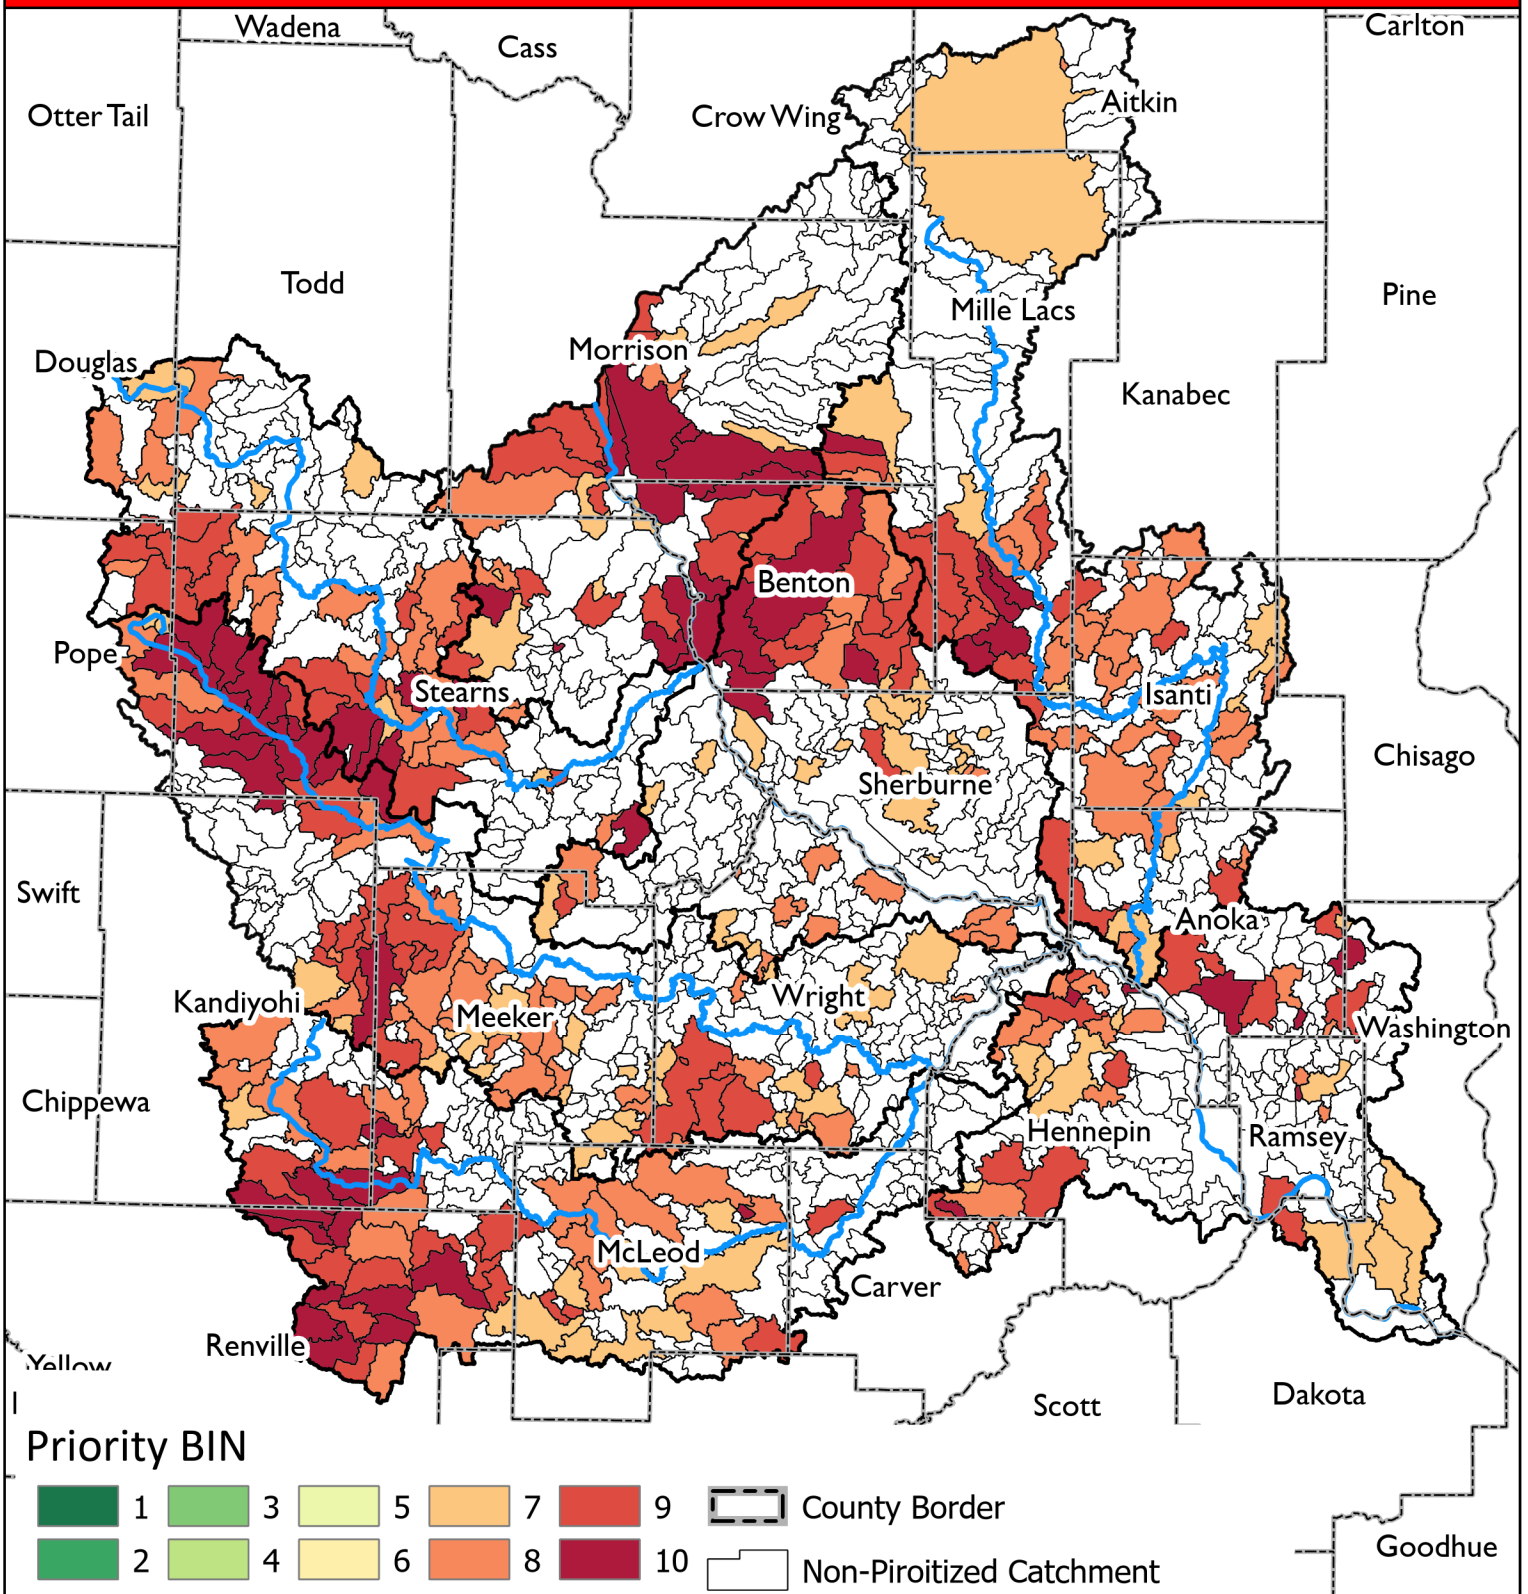 Wadena
Cass
Carlton
Otter Tail
Crow Wing
Aitkin
Todd
Mille Lacs
Pine
Morrison
Douglas
Kanabec
Benton
Pope
Stearns
Isanti
Sherburne
Chisago
Swift
Anoka
Kandiyohi
Meeker
Wright
Washington
Chippewa
Hennepin
Ramsey
McLeod
Carver
Renville
Yellow
Scott
Dakota
Priority BIN
1 3 5 7 9 County Border
2 4 6 8 10 Non-Piroitized Catchment
Goodhue